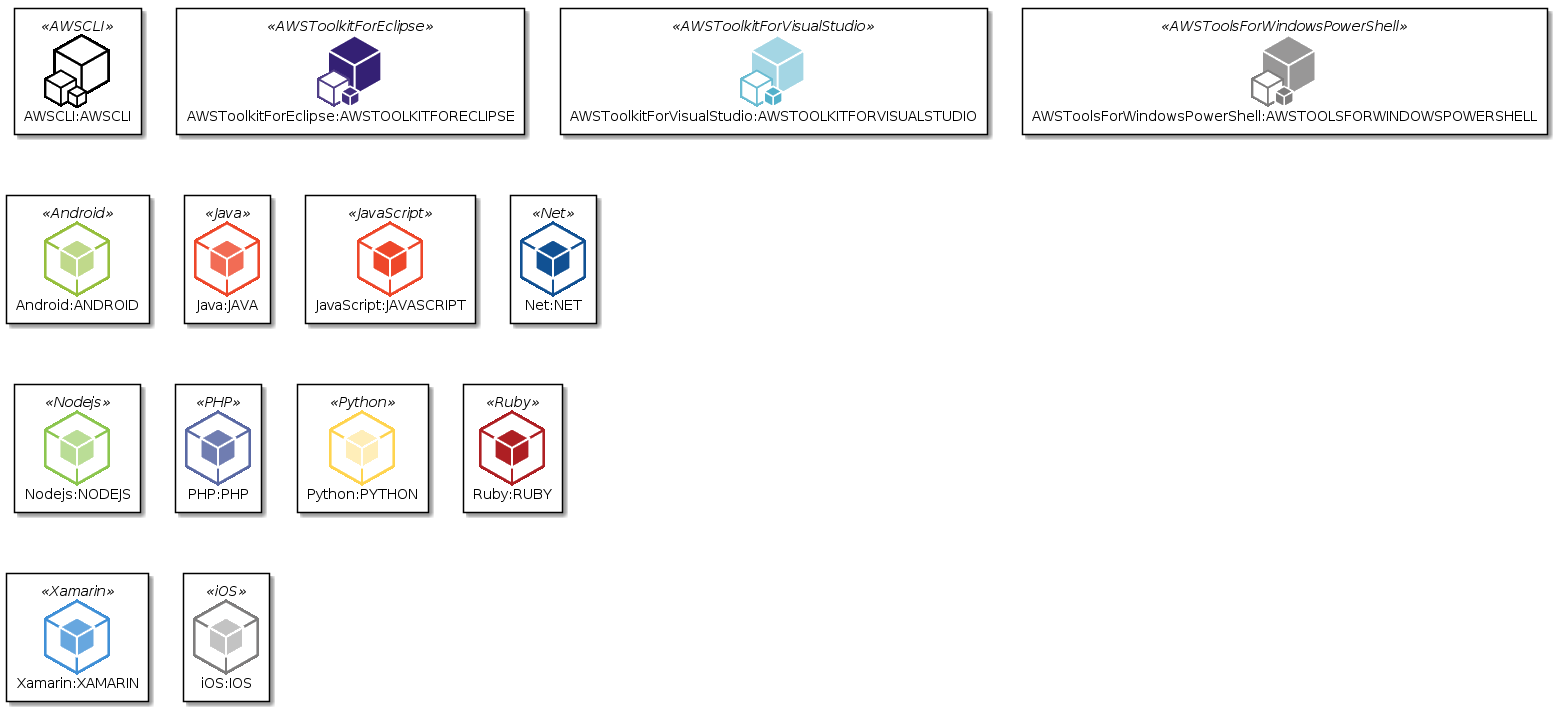 «AWSCLI»
AWSCLI:AWSCLI
«AWSToolkitForEclipse»
AWSToolkitForEclipse:AWSTOOLKITFORECLIPSE
«AWSToolkitForVisualStudio»
AWSToolkitForVisualStudio:AWSTOOLKITFORVISUALSTUDIO
«AWSToolsForWindowsPowerShell»
AWSToolsForWindowsPowerShell:AWSTOOLSFORWINDOWSPOWERSHELL
«Android»
Android:ANDROID
«Java»
Java:JAVA
«JavaScript»
JavaScript:JAVASCRIPT
«Net»
Net:NET
«Nodejs»
Nodejs:NODEJS
«PHP»
PHP:PHP
«Python»
Python:PYTHON
«Ruby»
Ruby:RUBY
«Xamarin»
Xamarin:XAMARIN
«iOS»
iOS:IOS